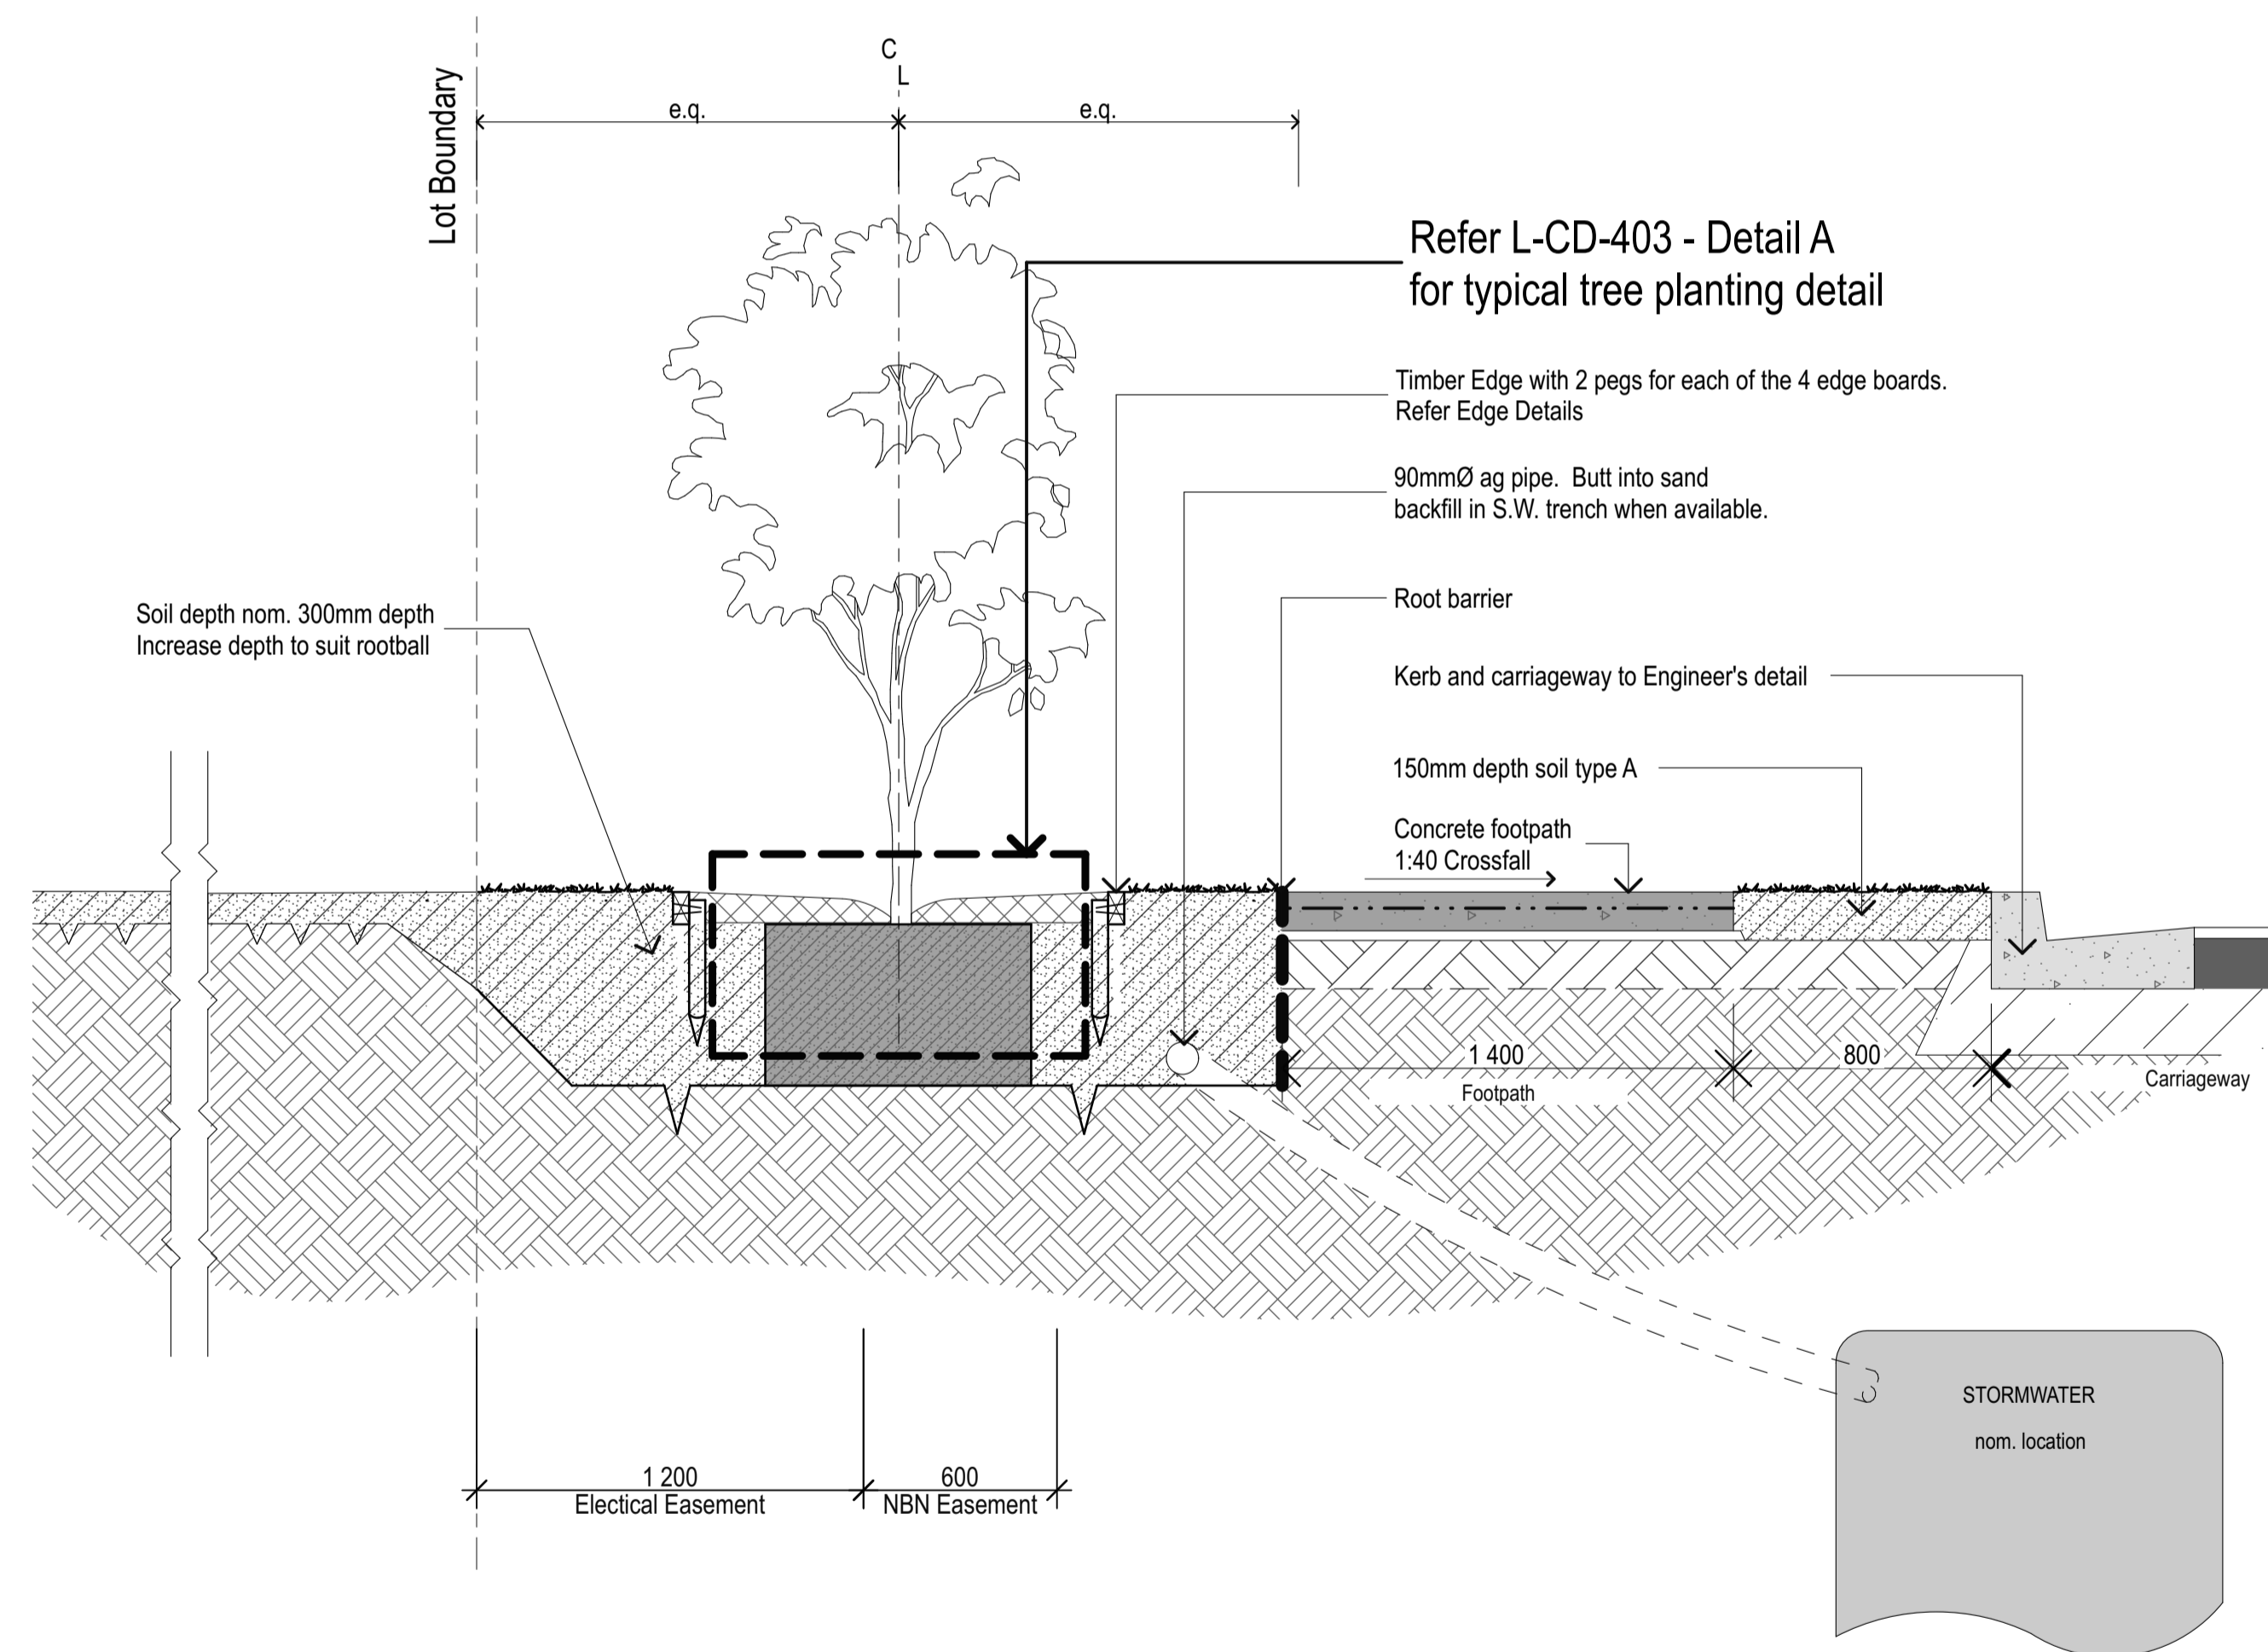 C
L
Lot Boundary
e.q.
e.q.
Refer L-CD-403 - Detail A
for typical tree planting detail
Timber Edge with 2 pegs for each of the 4 edge boards.
Refer Edge Details
90mmØ ag pipe. Butt into sand
backfill in S.W. trench when available.
Root barrier
Soil depth nom. 300mm depth
Increase depth to suit rootball
Kerb and carriageway to Engineer's detail
150mm depth soil type A
Concrete footpath
1:40 Crossfall
1 400
Footpath
800
Carriageway
STORMWATER
nom. location
1 200
Electical Easement
600
NBN Easement